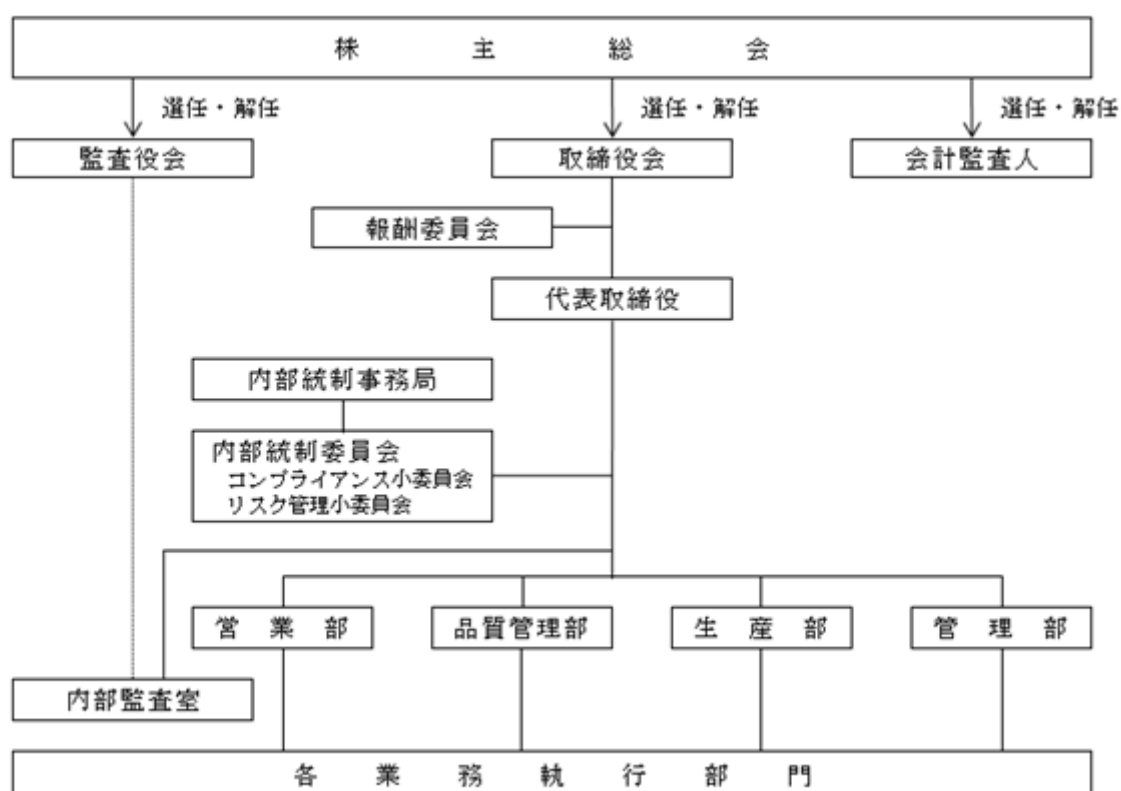 株主総会
選任・解任
選任・解任
選任・解任
監査役会
取締役会
会計監査人
報酬委員会
代表取締役
内部統制事務局
内部統制委員会
コンプライアンス小委員会
リスク管理小委員会
営業部
品質管理部
生産部
管理部
内部監査室
各業務執行部門